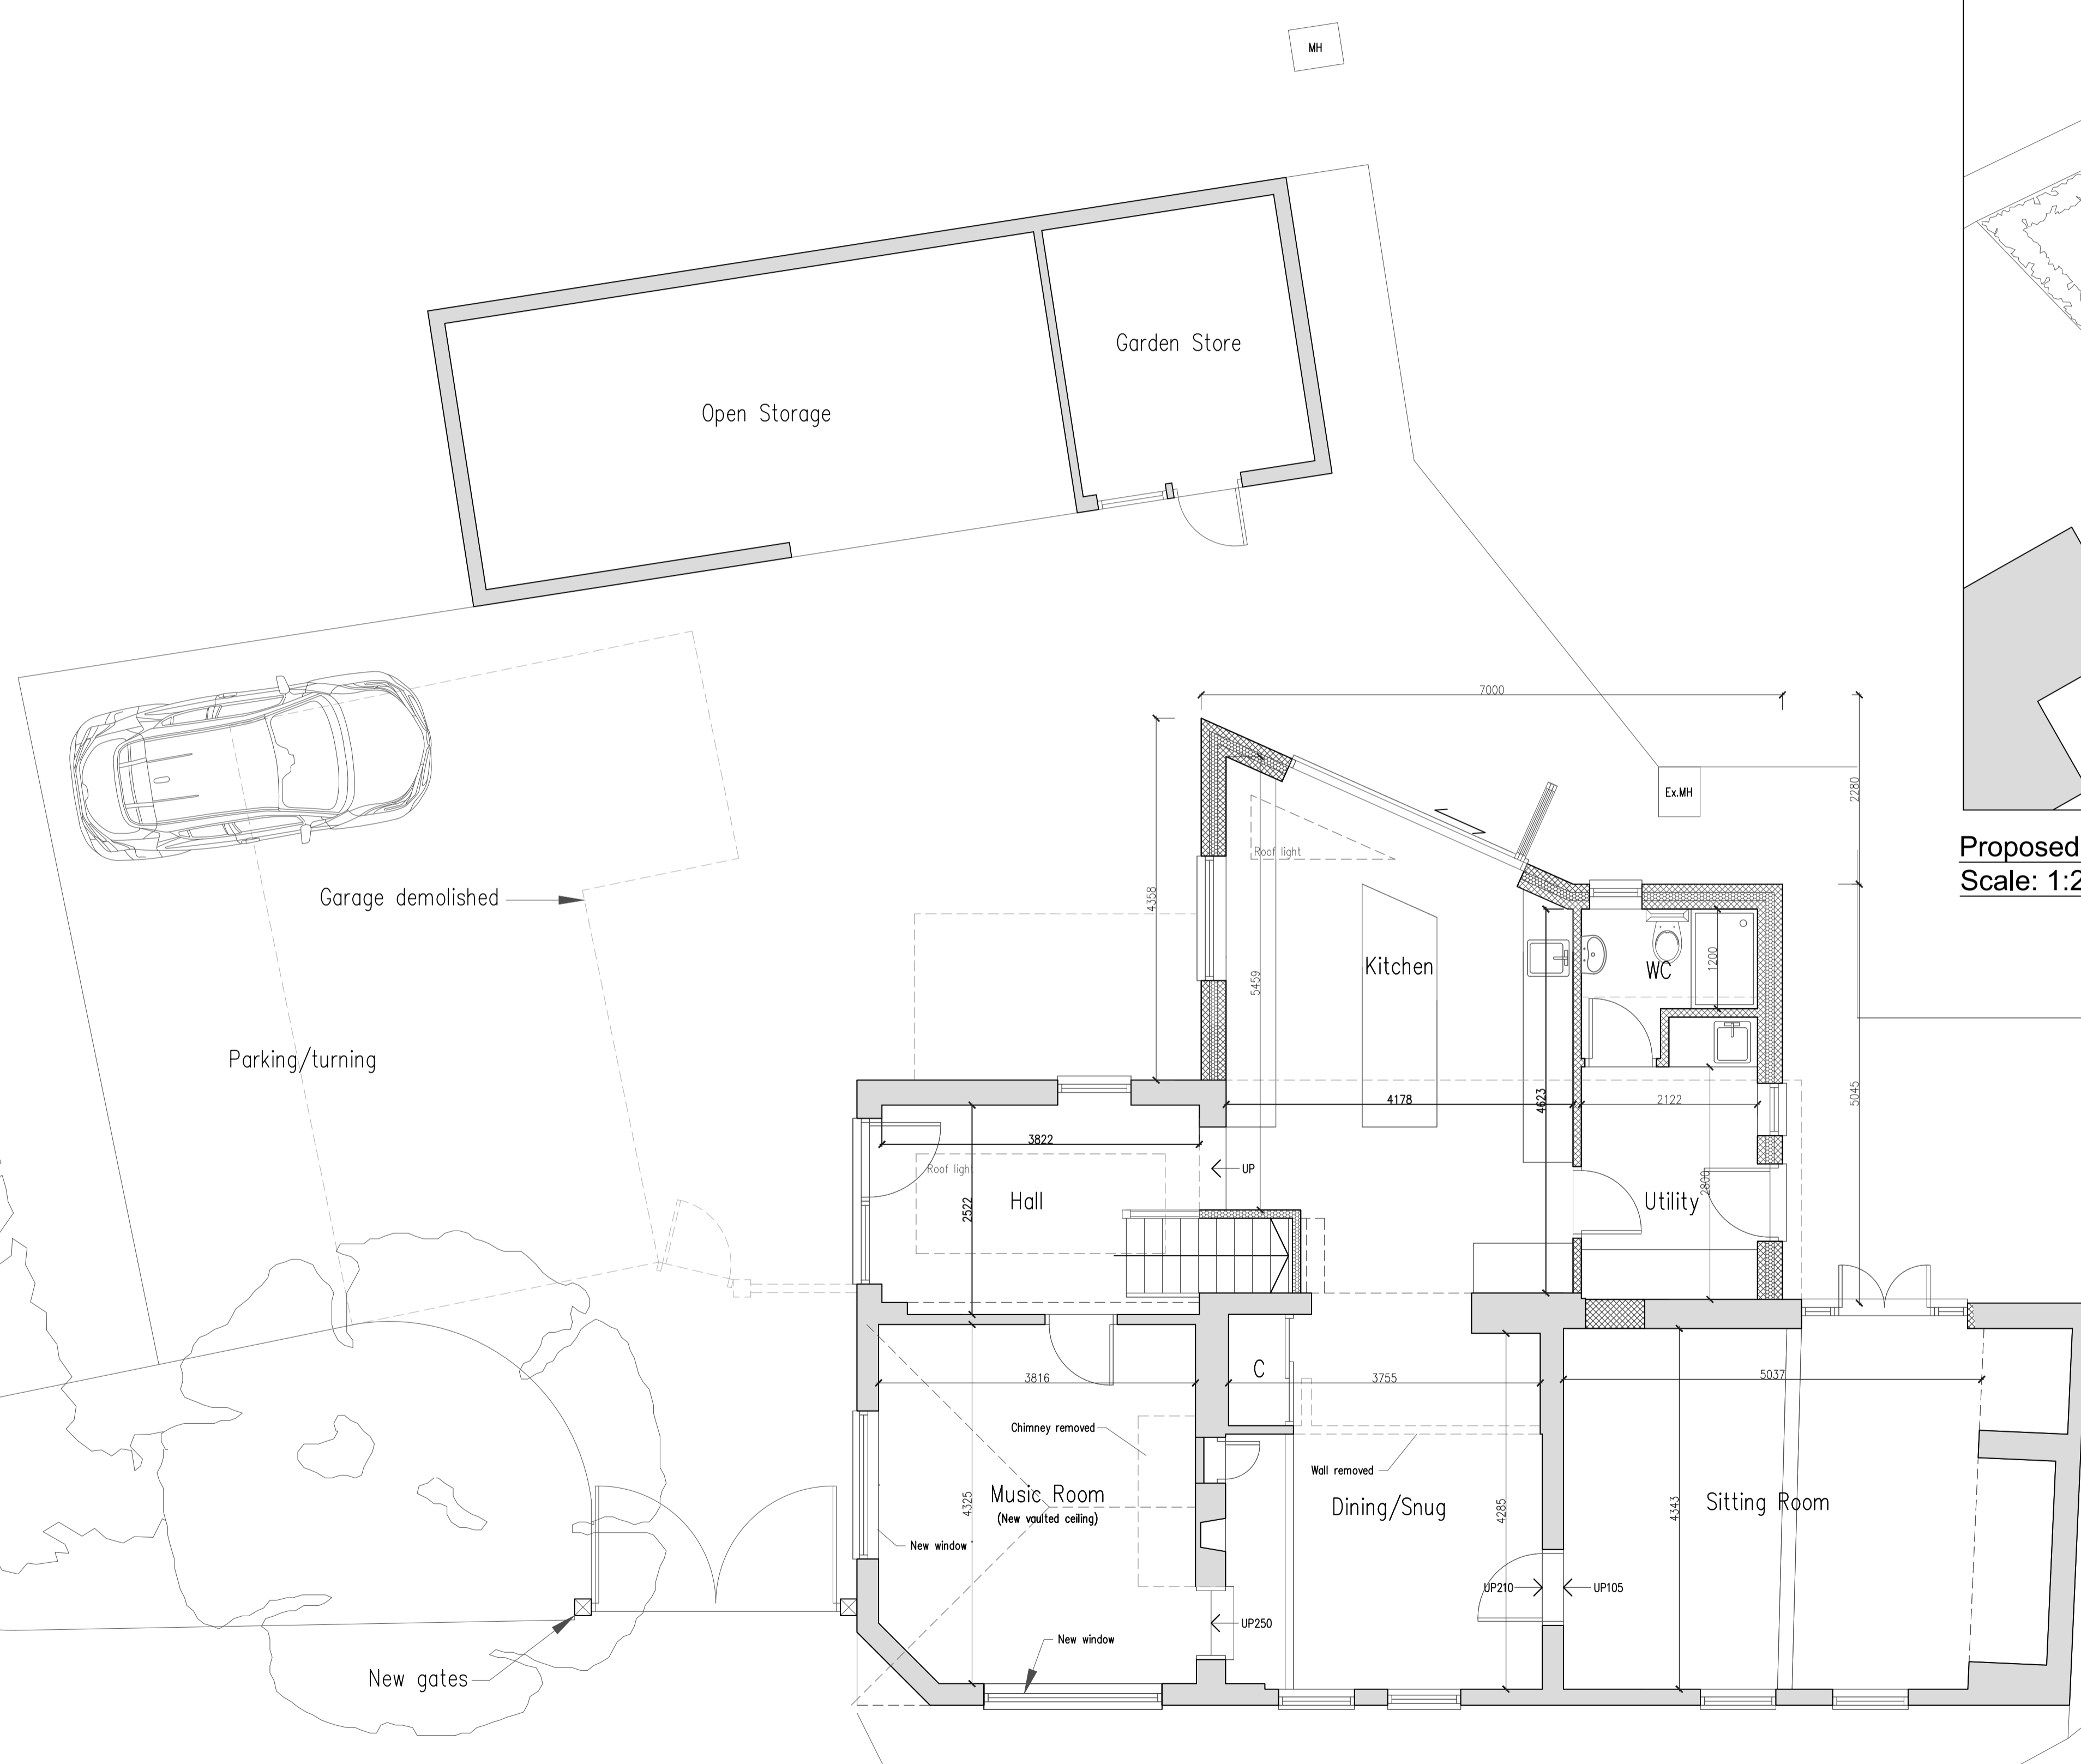 MH
Garden Store
Open Storage
7000
2280
Ex.MH
Proposed
Scale: 1:2
Roof light
Garage demolished
4358
5459
Kitchen
WC
1200
Parking/turning
4178
4623
2122
5045
3822
Roof light
UP
Hall
2522
2800
Utility
C
3816
3755
5037
Chimney removed
Wall removed
Music Room
(New vaulted ceiling)
4325
Dining/Snug
4285
4343
Sitting Room
New window
UP210
UP105
UP250
New window
New gates